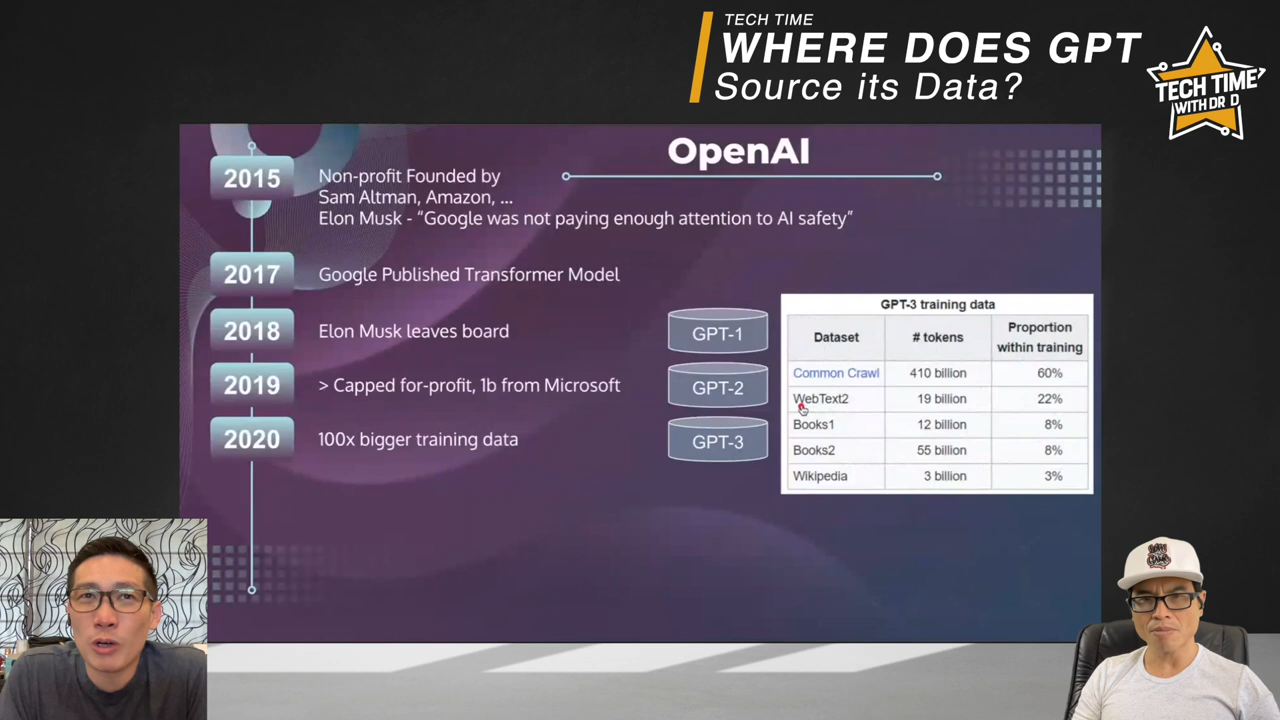 TECH TIME
WHERE DOES GPT
Source its Data?
TECH TIME
WITH DR D
OpenAI
2015
Non-profit Founded by
Sam Altman, Amazon, ...
Elon Musk - “Google was not paying enough attention to AI safety”
2017
Google Published Transformer Model
2018
Elon Musk leaves board
GPT-1
2019
> Capped for-profit, 1b from Microsoft
GPT-2
2020
100x bigger training data
GPT-3
GPT-3 training data
Dataset # tokens Proportion
within training
Common Crawl 410 billion 60%
WebText2 19 billion 22%
Books1 12 billion 8%
Books2 55 billion 8%
Wikipedia 3 billion 3%